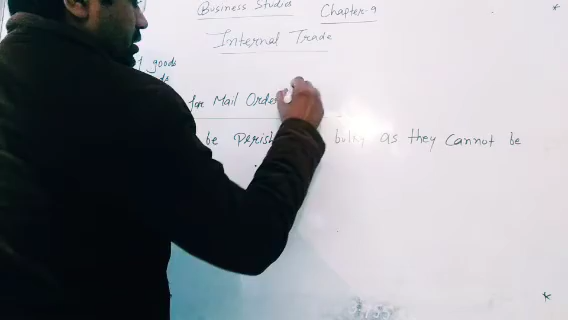 Business Studies Chapter-9
Internal Trade
goods
for Mail Order
be Perish bulky as they cannot be